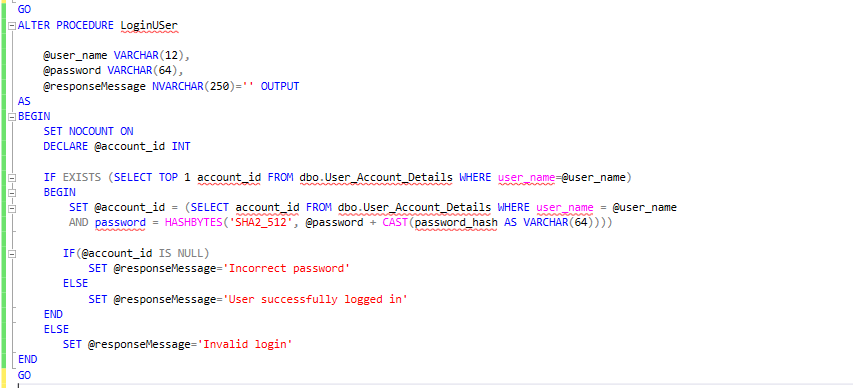 GO
ALTER PROCEDURE LoginUSer
@user_name VARCHAR(12),
@password VARCHAR(64),
@responseMessage NVARCHAR(250)='' OUTPUT
AS
BEGIN
SET NOCOUNT ON
DECLARE @account_id INT
IF EXISTS (SELECT TOP 1 account_id FROM dbo.User_Account_Details WHERE user_name=@user_name)
BEGIN
SET @account_id = (SELECT account_id FROM dbo.User_Account_Details WHERE user_name = @user_name
AND password = HASHBYTES('SHA2_512', @password + CAST(password_hash AS VARCHAR(64))))
IF(@account_id IS NULL)
SET @responseMessage='Incorrect password'
ELSE
SET @responseMessage='User successfully logged in'
END
ELSE
SET @responseMessage='Invalid login'
END
GO